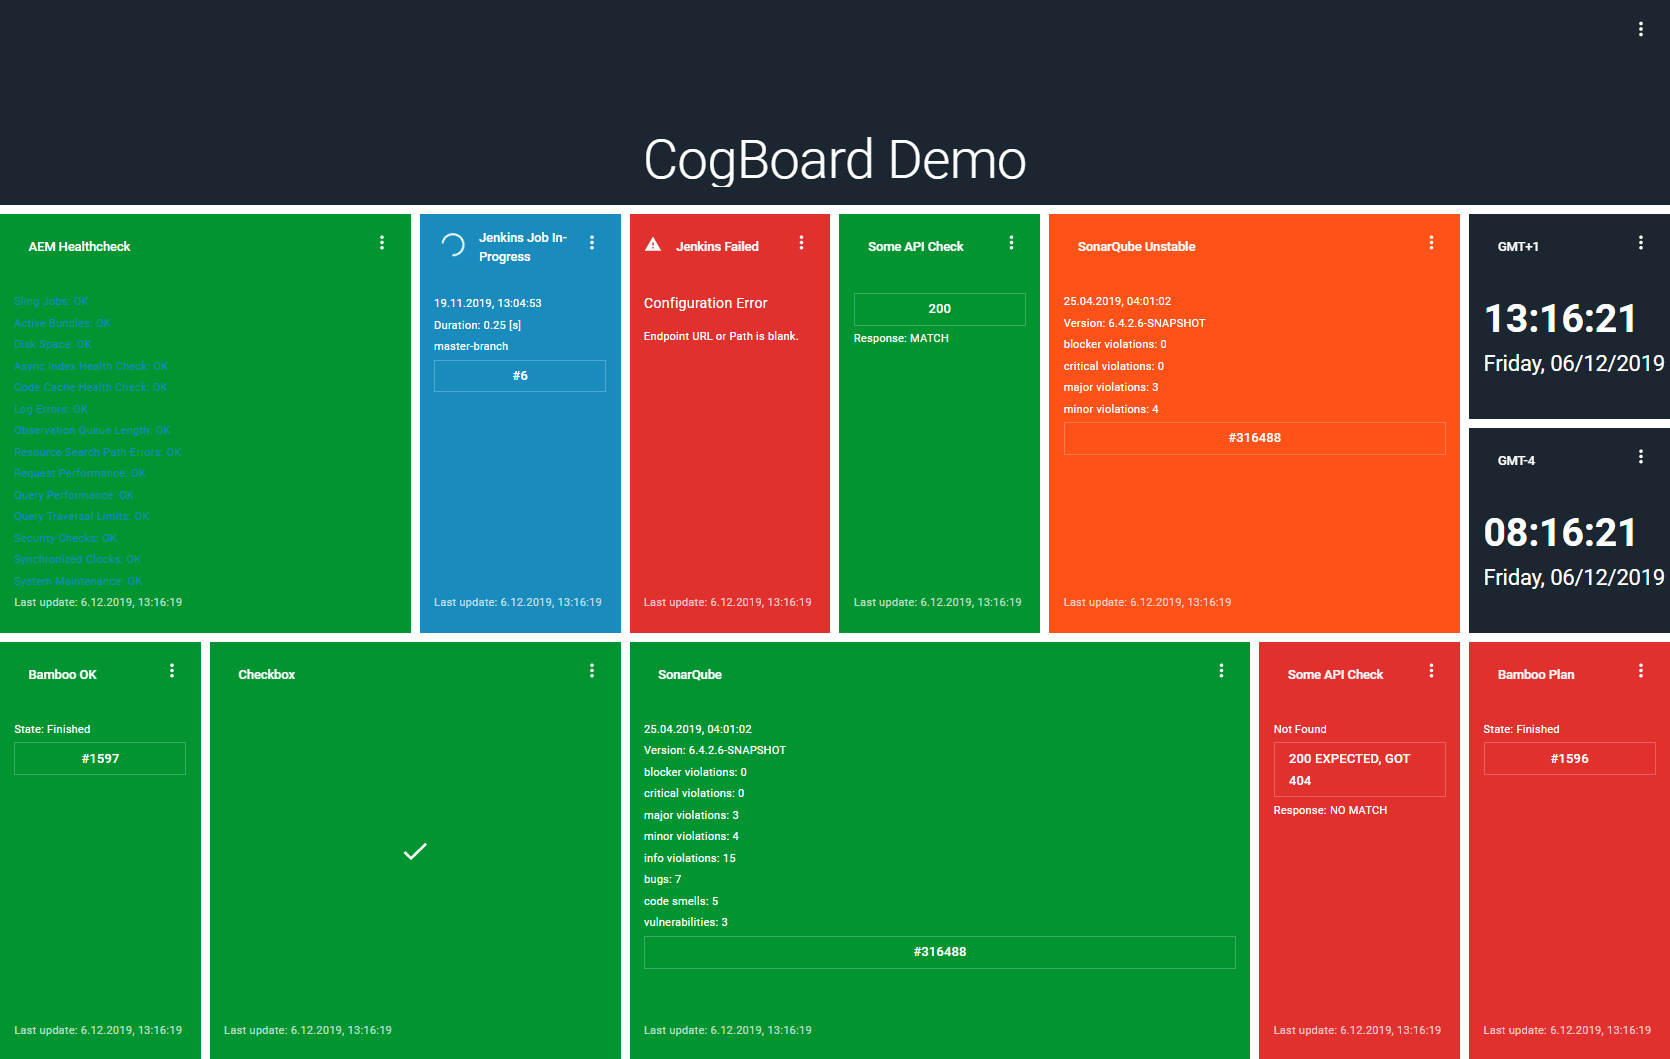 CogBoard Demo
AEM Healthcheck
Sling Jobs: OK
Active Bundles: OK
Disk Space: OK
Async Index Health Check: OK
Code Cache Health Check: OK
Log Errors: OK
Observation Queue Length: OK
Resource Search Path Errors: OK
Request Performance: OK
Query Performance: OK
Query Traversal Limits: OK
Security Checks: OK
Synchronized Clocks: OK
System Maintenance: OK
Last update: 6.12.2019, 13:16:19
Jenkins Job In-
Progress
19.11.2019, 13:04:53
Duration: 0.25 [s]
master-branch
#6
Last update: 6.12.2019, 13:16:19
Jenkins Failed
Configuration Error
Endpoint URL or Path is blank.
Last update: 6.12.2019, 13:16:19
Some API Check
200
Response: MATCH
Last update: 6.12.2019, 13:16:19
SonarQube Unstable
25.04.2019, 04:01:02
Version: 6.4.2.6-SNAPSHOT
blocker violations: 0
critical violations: 0
major violations: 3
minor violations: 4
#316488
Last update: 6.12.2019, 13:16:19
GMT+1
13:16:21
Friday, 06/12/2019
GMT-4
08:16:21
Friday, 06/12/2019
Bamboo OK
State: Finished
#1597
Last update: 6.12.2019, 13:16:19
Checkbox
Last update: 6.12.2019, 13:16:19
SonarQube
25.04.2019, 04:01:02
Version: 6.4.2.6-SNAPSHOT
blocker violations: 0
critical violations: 0
major violations: 3
minor violations: 4
info violations: 15
bugs: 7
code smells: 5
vulnerabilities: 3
#316488
Last update: 6.12.2019, 13:16:19
Some API Check
Not Found
200 EXPECTED, GOT
404
Response: NO MATCH
Last update: 6.12.2019, 13:16:19
Bamboo Plan
State: Finished
#1596
Last update: 6.12.2019, 13:16:19